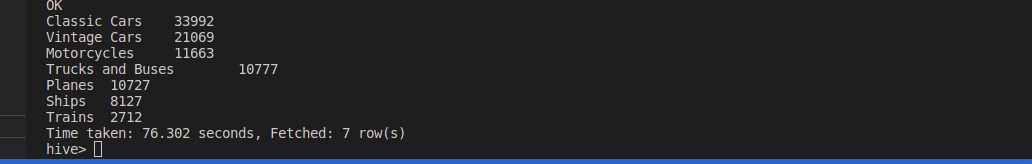 OK
Classic Cars    33992
Vintage Cars    21069
Motorcycles     11663
Trucks and Buses        10777
Planes  10727
Ships   8127
Trains  2712
Time taken: 76.302 seconds, Fetched: 7 row(s)
hive>